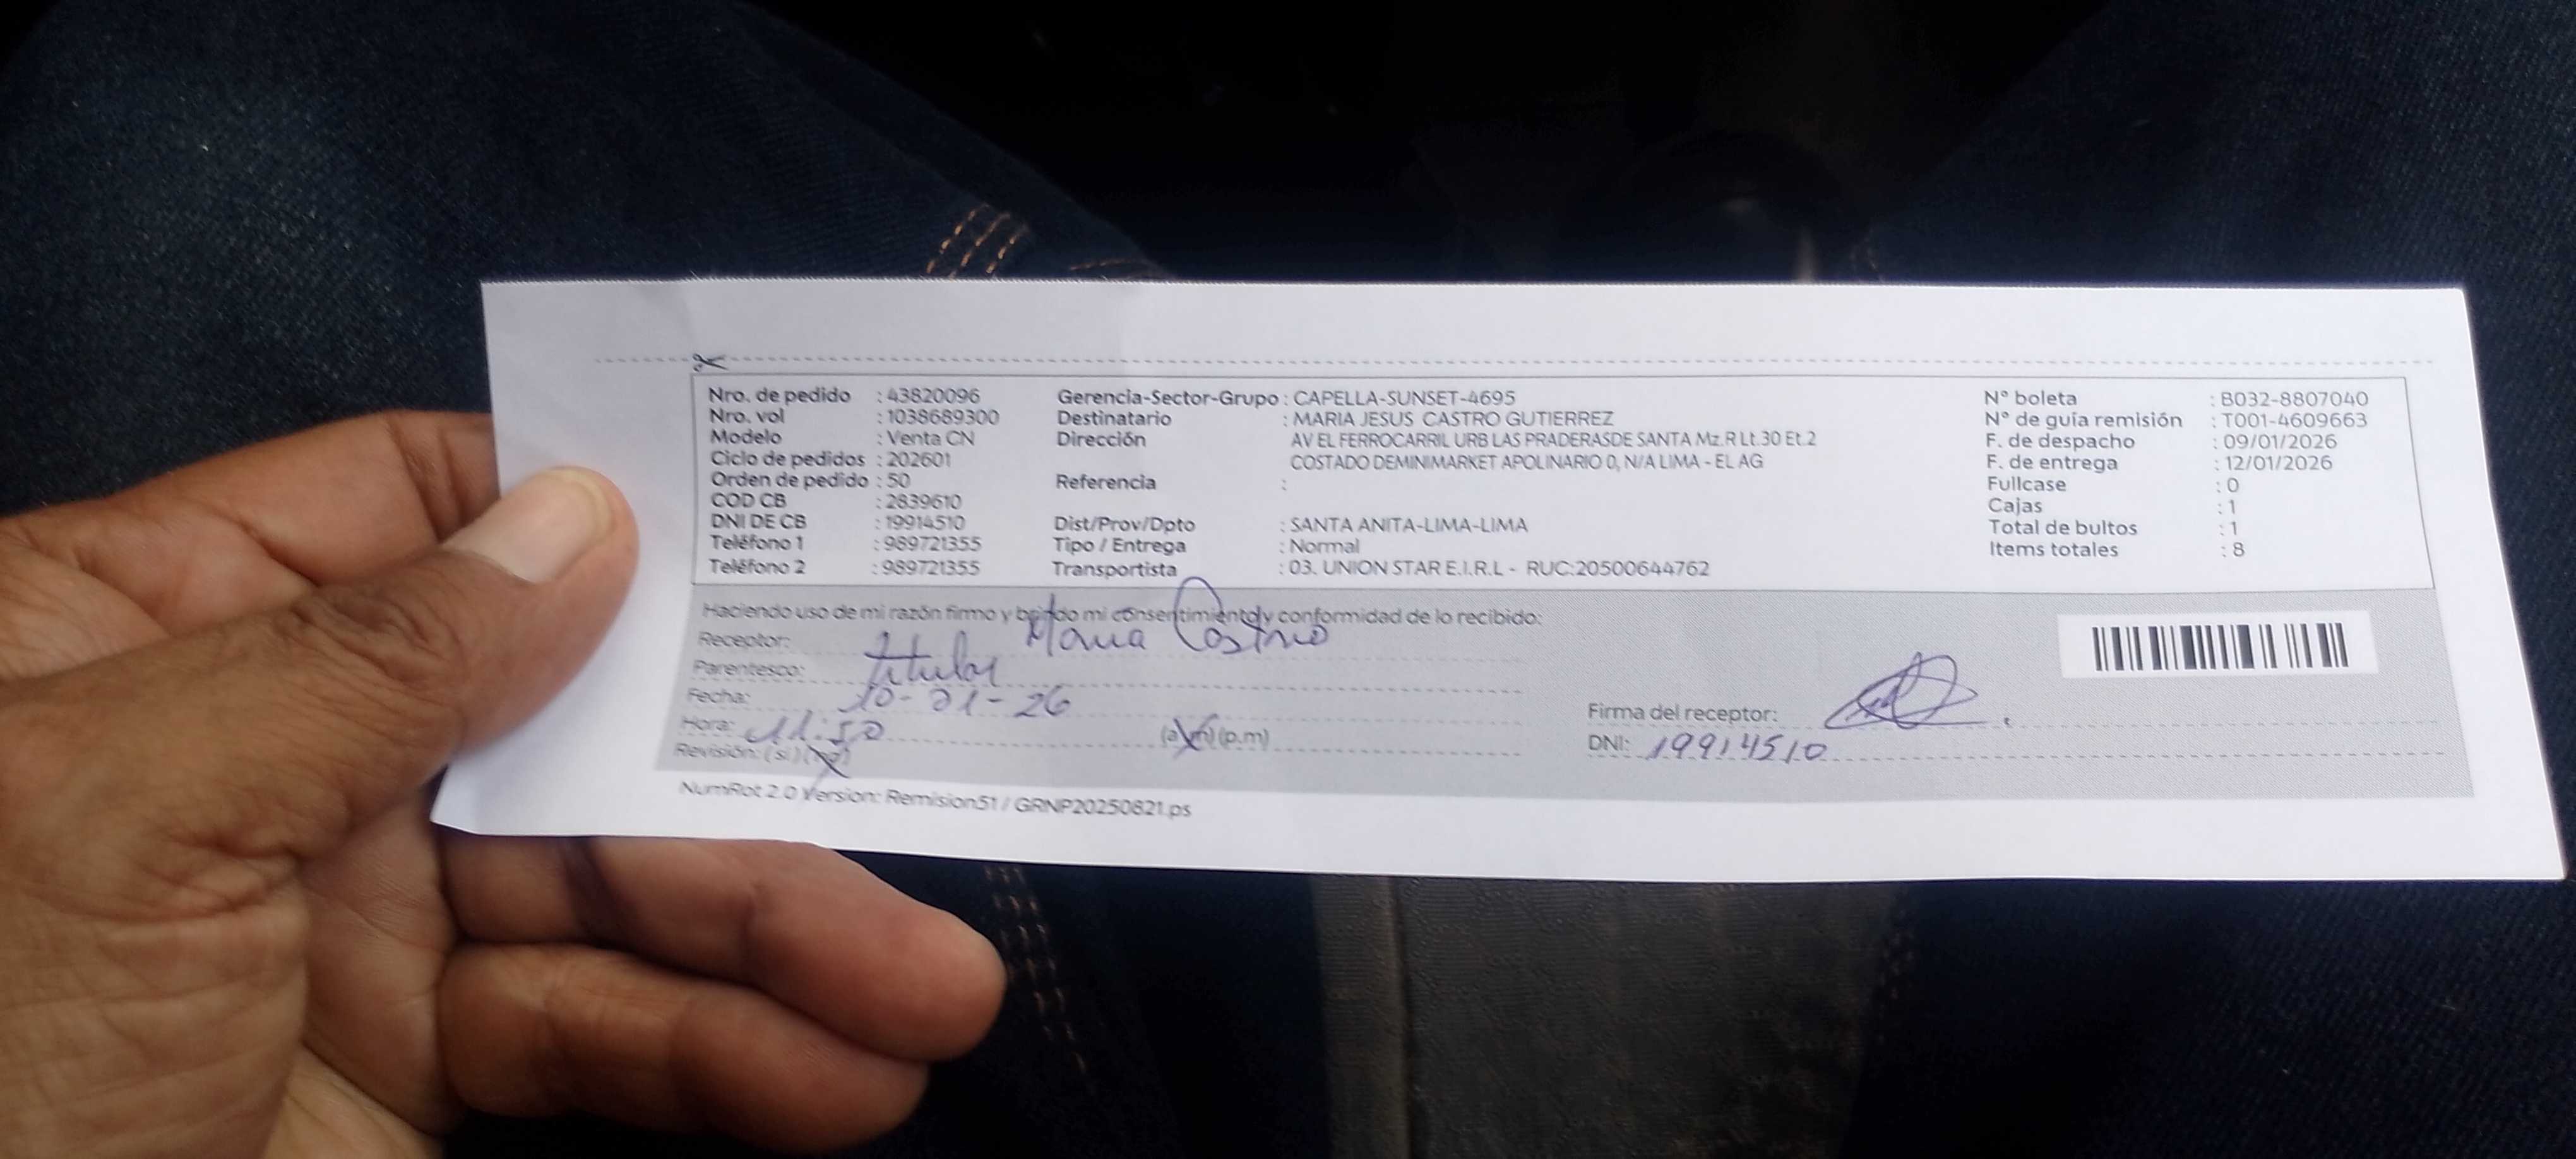 Nro. de pedido : 43820096
Nro. vol : 1038689300
Modelo : Venta CN
Ciclo de pedidos : 202601
Orden de pedido : 50
COD CB : 2839610
DNI DE CB : 19914510
Teléfono 1 : 989721355
Teléfono 2 : 989721355
Gerencia-Sector-Grupo : CAPELLA-SUNSET-4695
Destinatario : MARIA JESUS CASTRO GUTIERREZ
Dirección AV EL FERROCARRIL URB LAS PRADERASDE SANTA Mz.R Lt.30 Et.2
COSTADO DEMINIMARKET APOLINARIO 0, N/A LIMA - EL AG
Referencia :
Dist/Prov/Dpto : SANTA ANITA-LIMA-LIMA
Tipo / Entrega : Normal
Transportista : 03. UNION STAR E.I.R.L - RUC:20500644762
N° boleta : B032-8807040
N° de guía remisión : T001-4609663
F. de despacho : 09/01/2026
F. de entrega : 12/01/2026
Fullcase : 0
Cajas : 1
Total de bultos : 1
Items totales : 8
Haciendo uso de mi razón firmo y brindo mi consentimiento y conformidad de lo recibido:
Receptor: Maria Castro
Parentesco: titular
Fecha: 10-01-26
Hora: 11:50 (a.m) (p.m)
Revisión: (si) (no)
Firma del receptor:
DNI: 19914510
NumRot 2.0 Version: Remision51 / GRNP20250821.ps